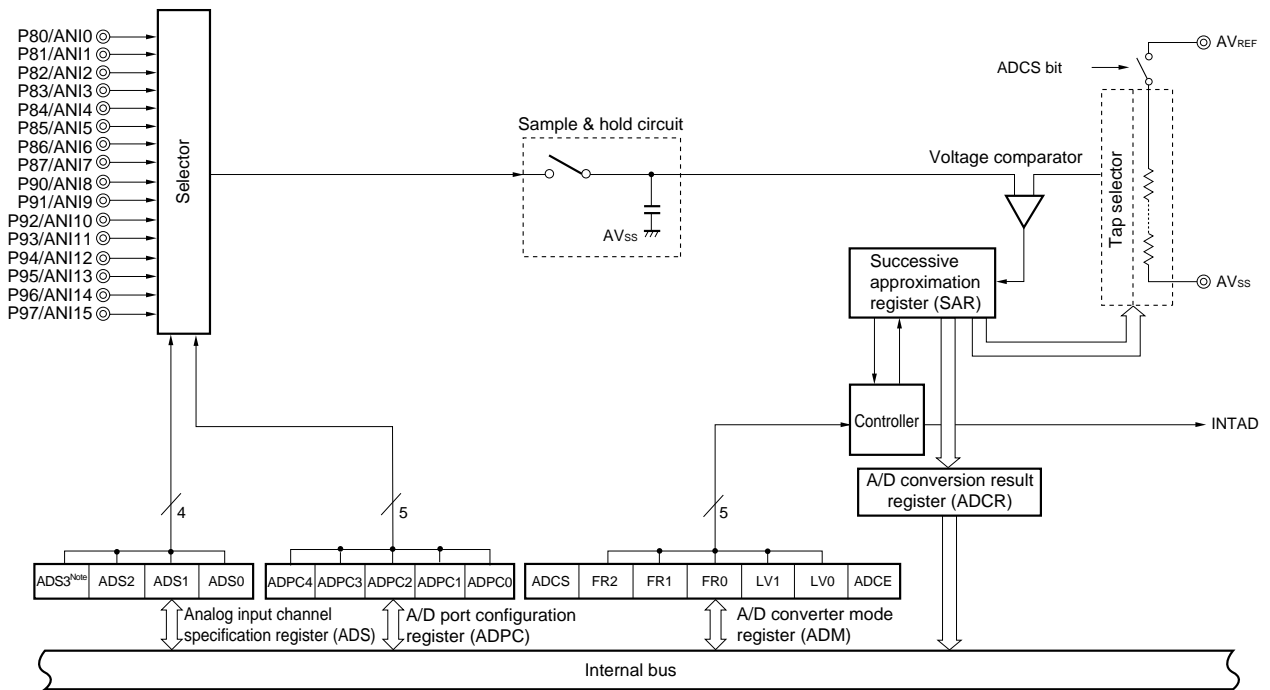 P80/ANI0
P81/ANI1
P82/ANI2
P83/ANI3
P84/ANI4
P85/ANI5
P86/ANI6
P87/ANI7
P90/ANI8
P91/ANI9
P92/ANI10
P93/ANI11
P94/ANI12
P95/ANI13
P96/ANI14
P97/ANI15
Selector
Sample & hold circuit
AVSS
Voltage comparator
ADCS bit
AVREF
Tap selector
AVSS
Successive
approximation
register (SAR)
Controller
INTAD
A/D conversion result
register (ADCR)
4
5
5
ADS3Note ADS2 ADS1 ADS0
ADPC4 ADPC3 ADPC2 ADPC1 ADPC0
ADCS FR2 FR1 FR0 LV1 LV0 ADCE
Analog input channel
specification register (ADS)
A/D port configuration
register (ADPC)
A/D converter mode
register (ADM)
Internal bus